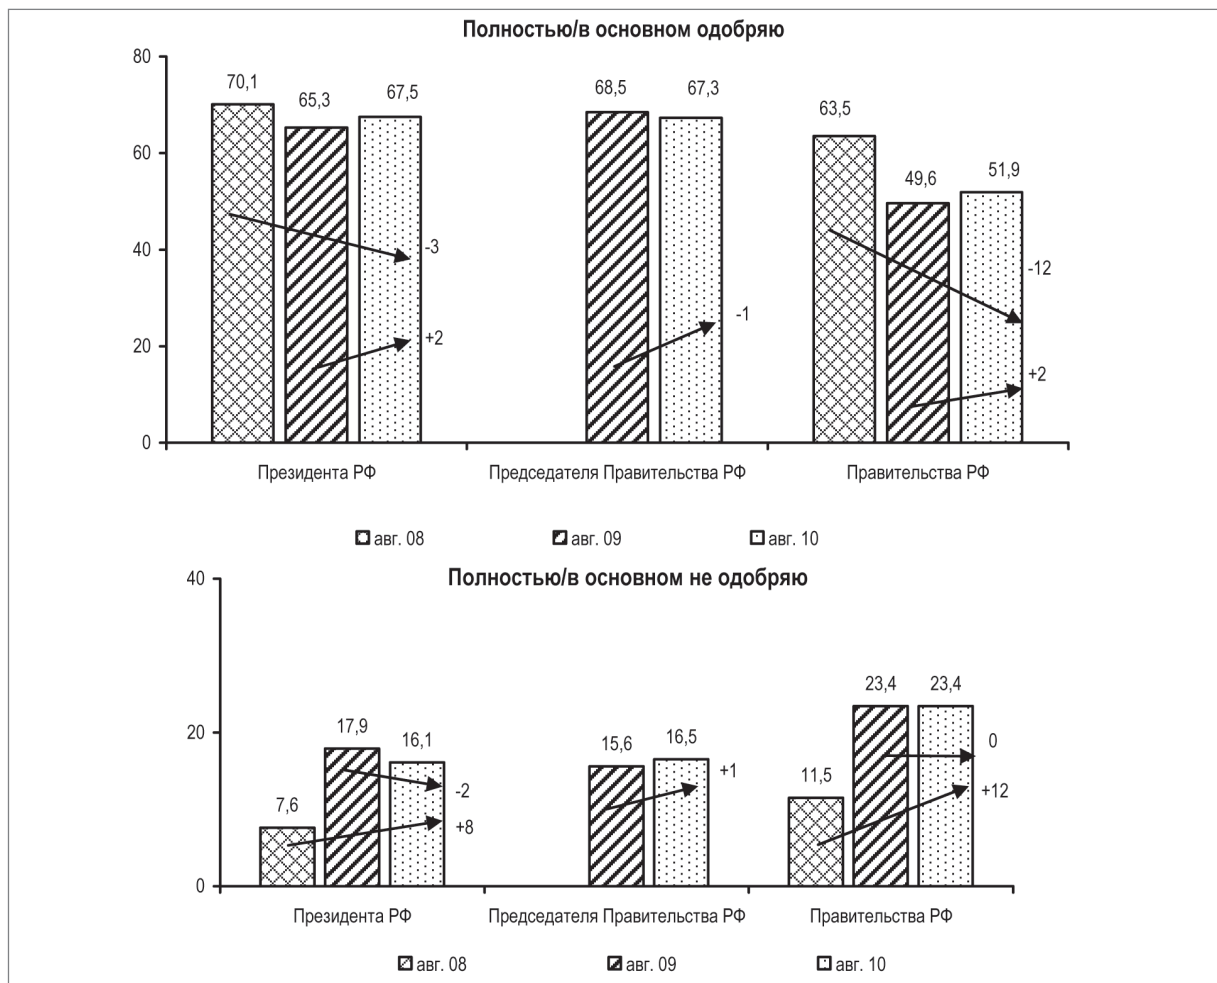 Полностью/в основном одобряю
80
60
40
20
0
70,1
65,3
67,5
68,5
67,3
63,5
49,6
51,9
-3
+2
-1
-12
+2
Президента РФ
Председателя Правительства РФ
Правительства РФ
авг. 08
авг. 09
авг. 10
Полностью/в основном не одобряю
40
20
0
7,6
17,9
16,1
15,6
16,5
11,5
23,4
23,4
-2
+8
+1
0
+12
Президента РФ
Председателя Правительства РФ
Правительства РФ
авг. 08
авг. 09
авг. 10